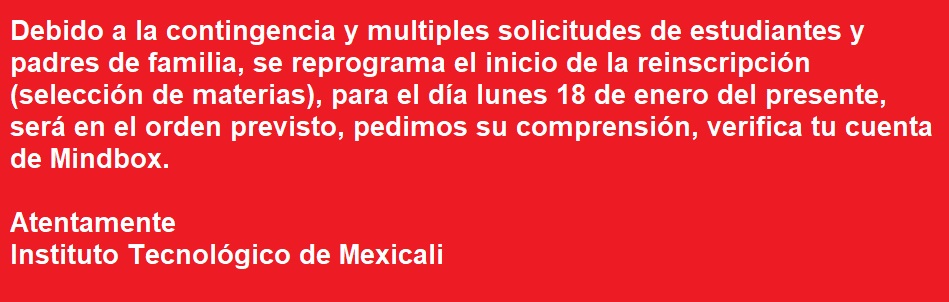 Debido a la contingencia y multiples solicitudes de estudiantes y
padres de familia, se reprograma el inicio de la reinscripción
(selección de materias), para el día lunes 18 de enero del presente,
será en el orden previsto, pedimos su comprensión, verifica tu cuenta
de Mindbox.
Atentamente
Instituto Tecnológico de Mexicali